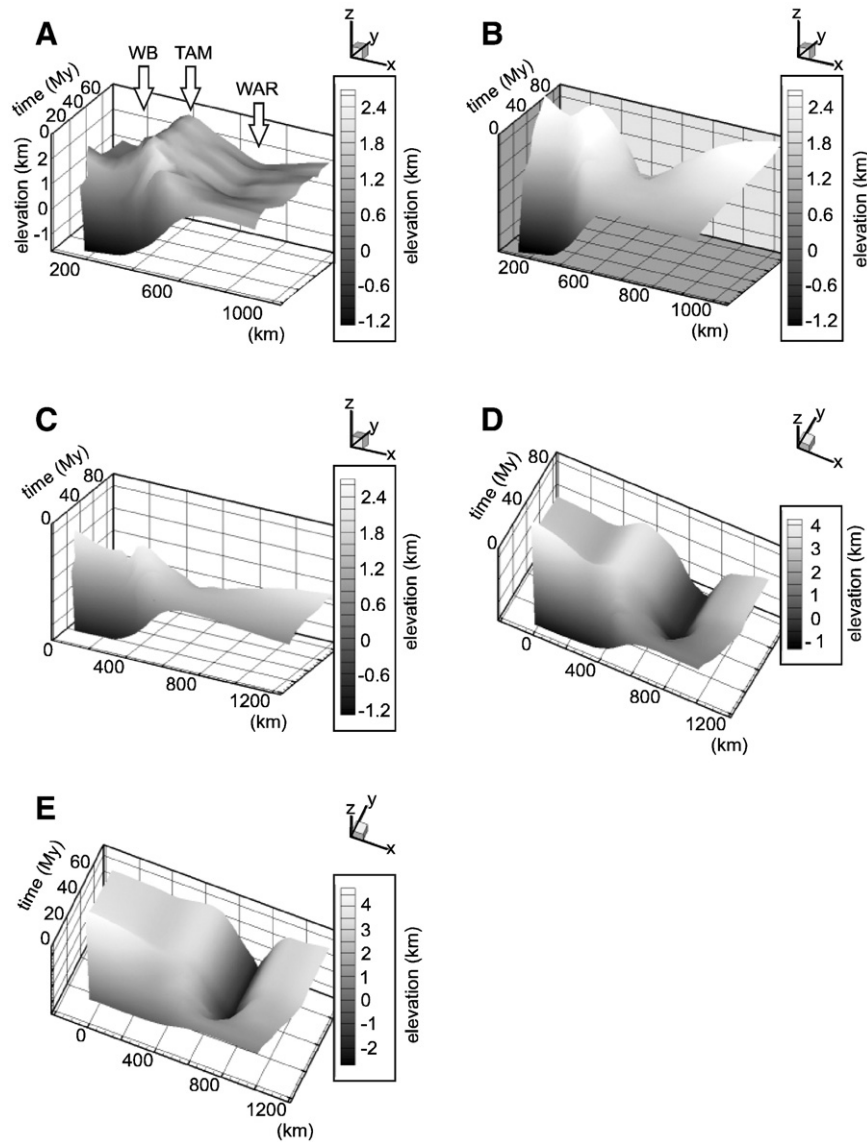 A
WB TAM WAR
z
y
x
time (My)
0 20 40 60
elevation (km)
2
1
0
-1
200 600 1000
(km)
2.4
1.8
1.2
0.6
0
-0.6
-1.2
elevation (km)
B
z
y
x
time (My)
0 40 80
200 400 600 800 1000
(km)
2.4
1.8
1.2
0.6
0
-0.6
-1.2
elevation (km)
C
z
y
x
time (My)
0 40 80
0 400 800 1200
(km)
2.4
1.8
1.2
0.6
0
-0.6
-1.2
elevation (km)
D
z
y
x
time (My)
0 40 80
0 400 800 1200
(km)
4
3
2
1
0
-1
elevation (km)
E
z
y
x
time (My)
0 20 40 60
0 400 800 1200
(km)
4
3
2
1
0
-1
-2
elevation (km)